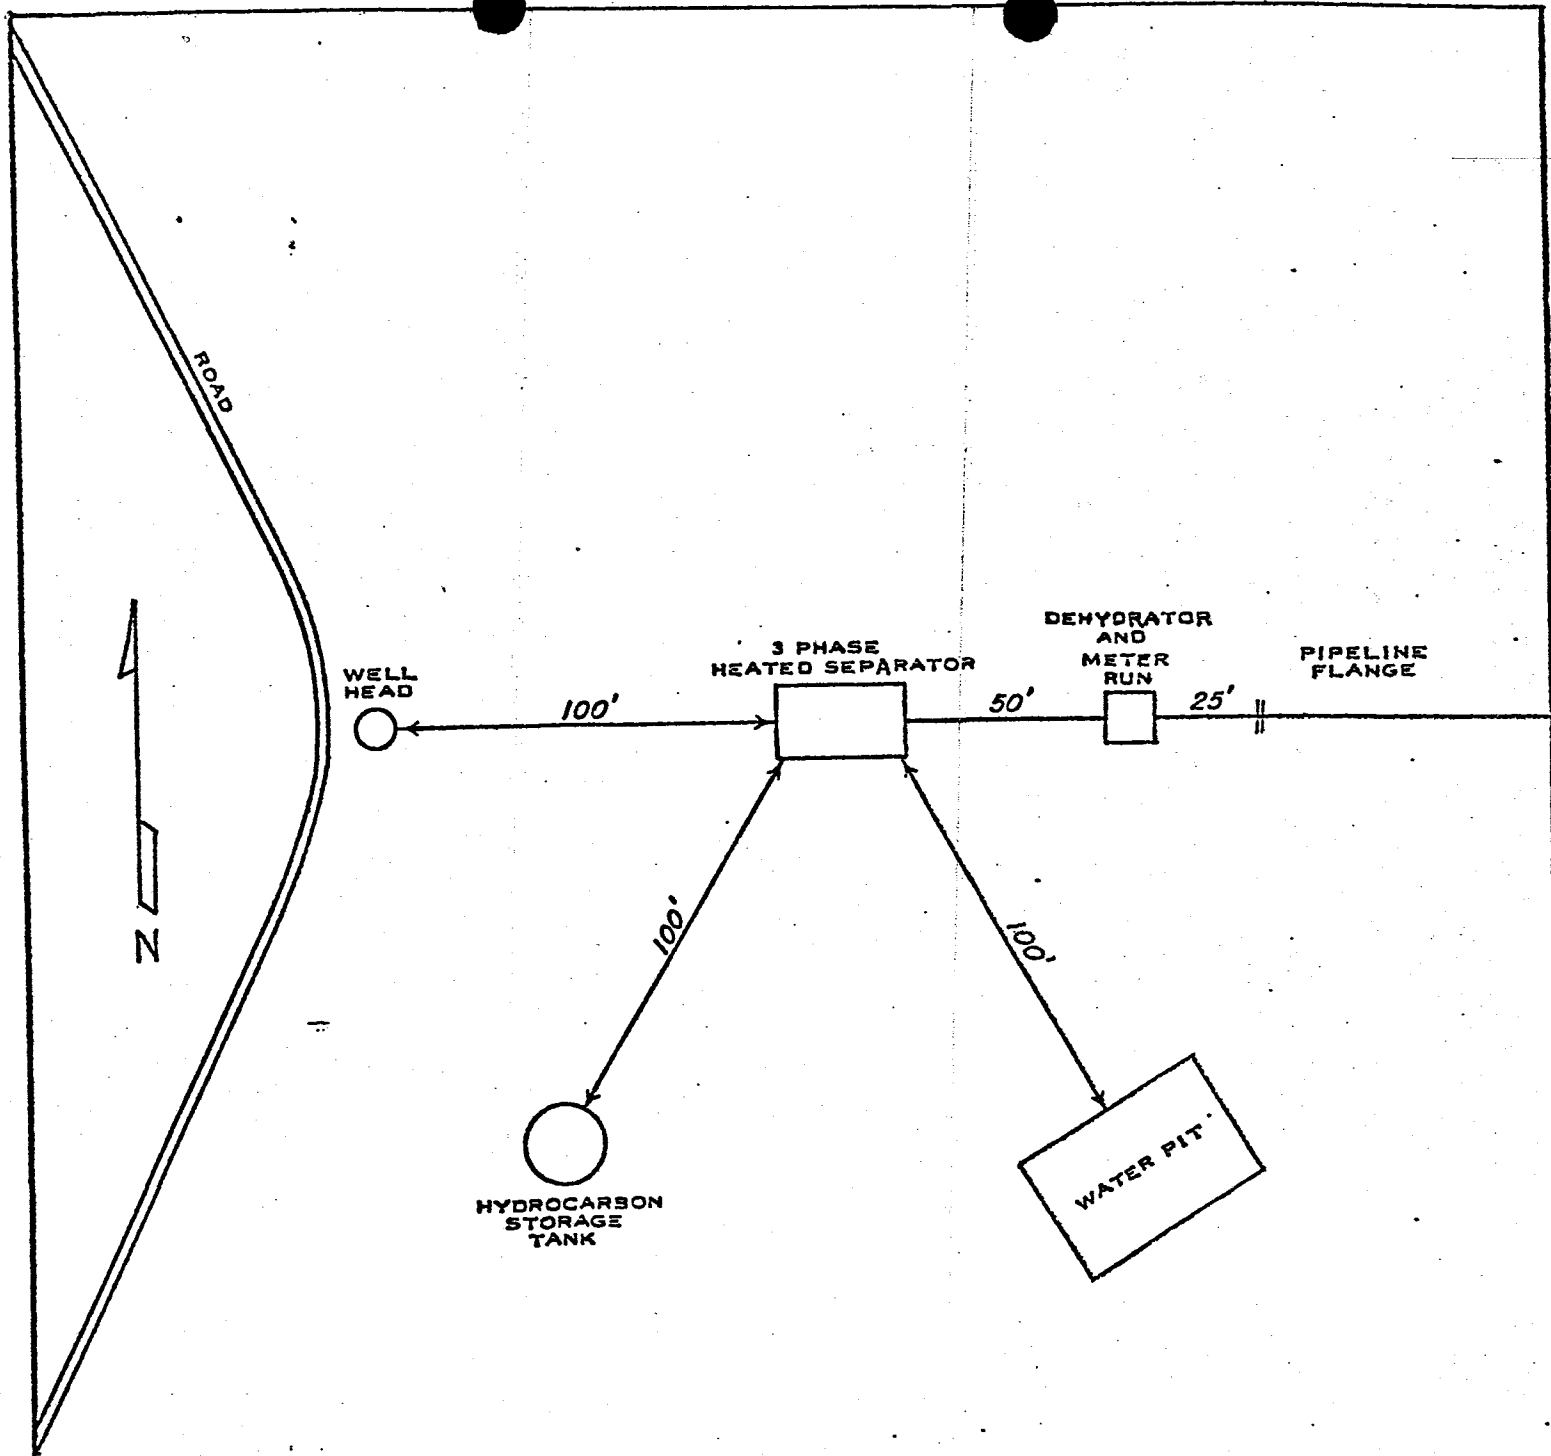 ROAD
WELL
HEAD
100'
3 PHASE
HEATED SEPARATOR
50'
DEHYDRATOR
AND
METER
RUN
25'
PIPELINE
FLANGE
100'
100'
N
HYDROCARBON
STORAGE
TANK
WATER PIT